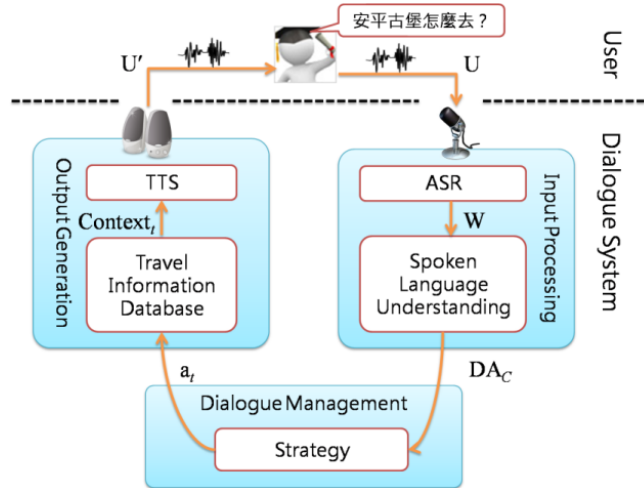 安平古堡怎麼去？
U′
U
User
Dialogue System
Output Generation
TTS
Context_t
Travel
Information
Database
ASR
W
Spoken
Language
Understanding
Input Processing
a_t
DA_C
Dialogue Management
Strategy